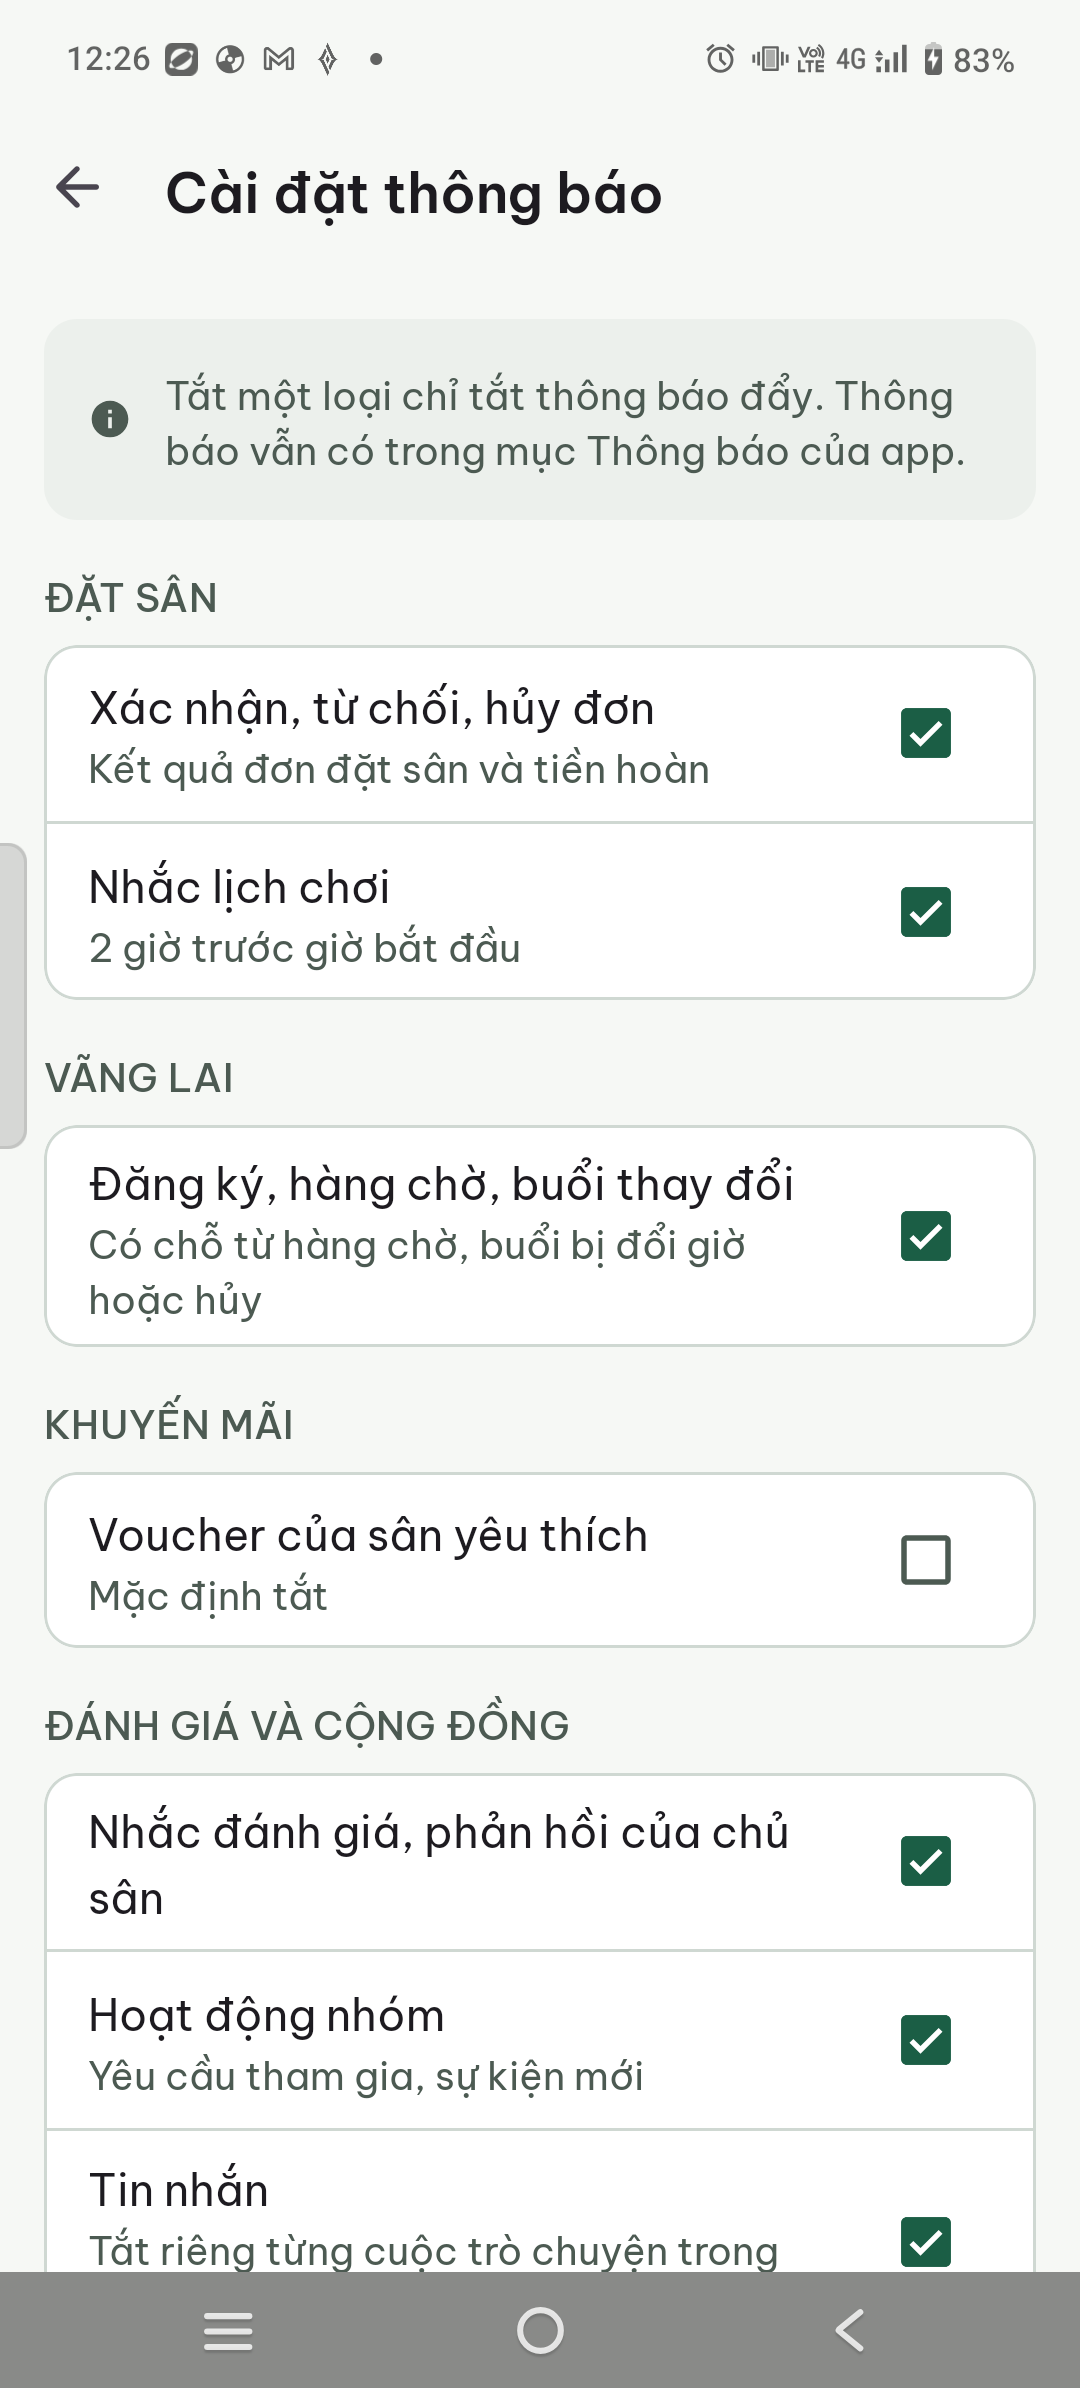 12:26
VoLTE 4G 83%
Cài đặt thông báo
Tắt một loại chỉ tắt thông báo đẩy. Thông
báo vẫn có trong mục Thông báo của app.
ĐẶT SÂN
Xác nhận, từ chối, hủy đơn
Kết quả đơn đặt sân và tiền hoàn
Nhắc lịch chơi
2 giờ trước giờ bắt đầu
VÃNG LAI
Đăng ký, hàng chờ, buổi thay đổi
Có chỗ từ hàng chờ, buổi bị đổi giờ
hoặc hủy
KHUYẾN MÃI
Voucher của sân yêu thích
Mặc định tắt
ĐÁNH GIÁ VÀ CỘNG ĐỒNG
Nhắc đánh giá, phản hồi của chủ
sân
Hoạt động nhóm
Yêu cầu tham gia, sự kiện mới
Tin nhắn
Tắt riêng từng cuộc trò chuyện trong